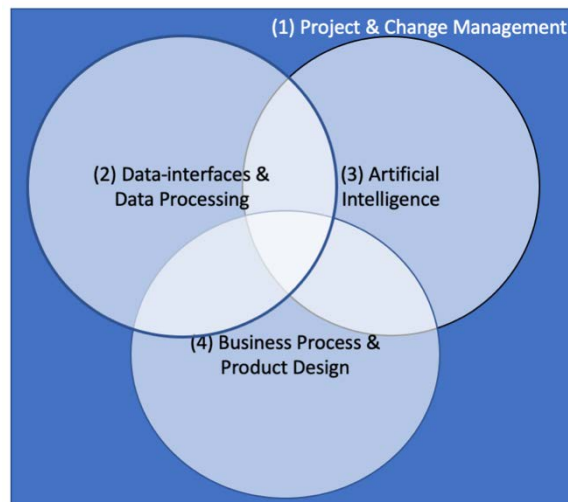 (1) Project & Change Management
(2) Data-interfaces &
Data Processing
(3) Artificial
Intelligence
(4) Business Process &
Product Design